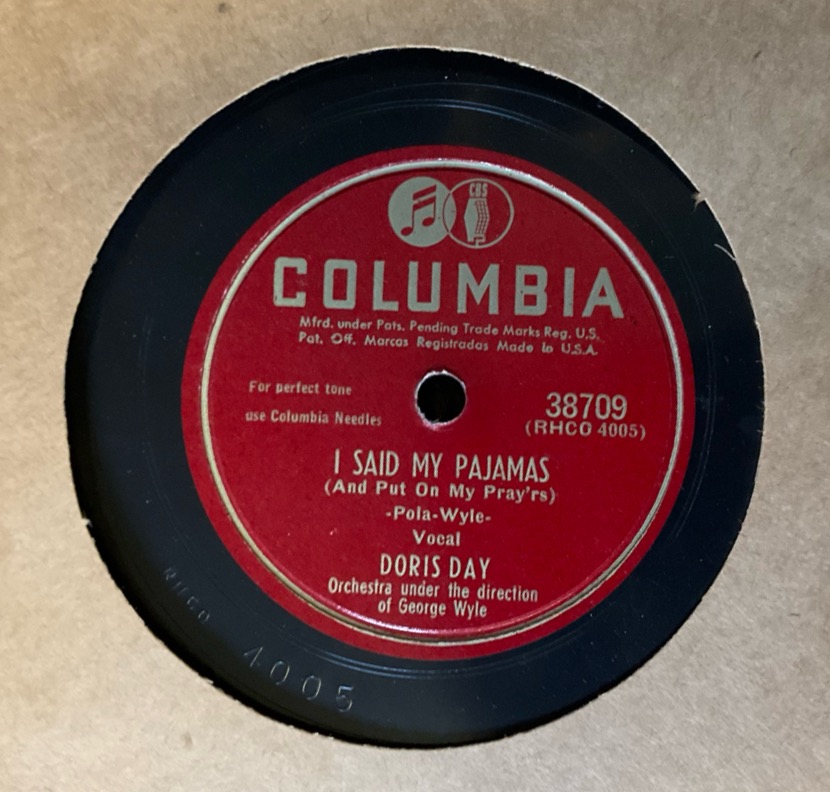 CBS
COLUMBIA
Mfrd. under Pats. Pending Trade Marks Reg. U.S.
Pat. Off. Marcas Registradas Made in U.S.A.
For perfect tone
use Columbia Needles
38709
(RHCO 4005)
I SAID MY PAJAMAS
(And Put On My Pray'rs)
-Pola-Wyle-
Vocal
DORIS DAY
Orchestra under the direction
of George Wyle
RHCO 4005